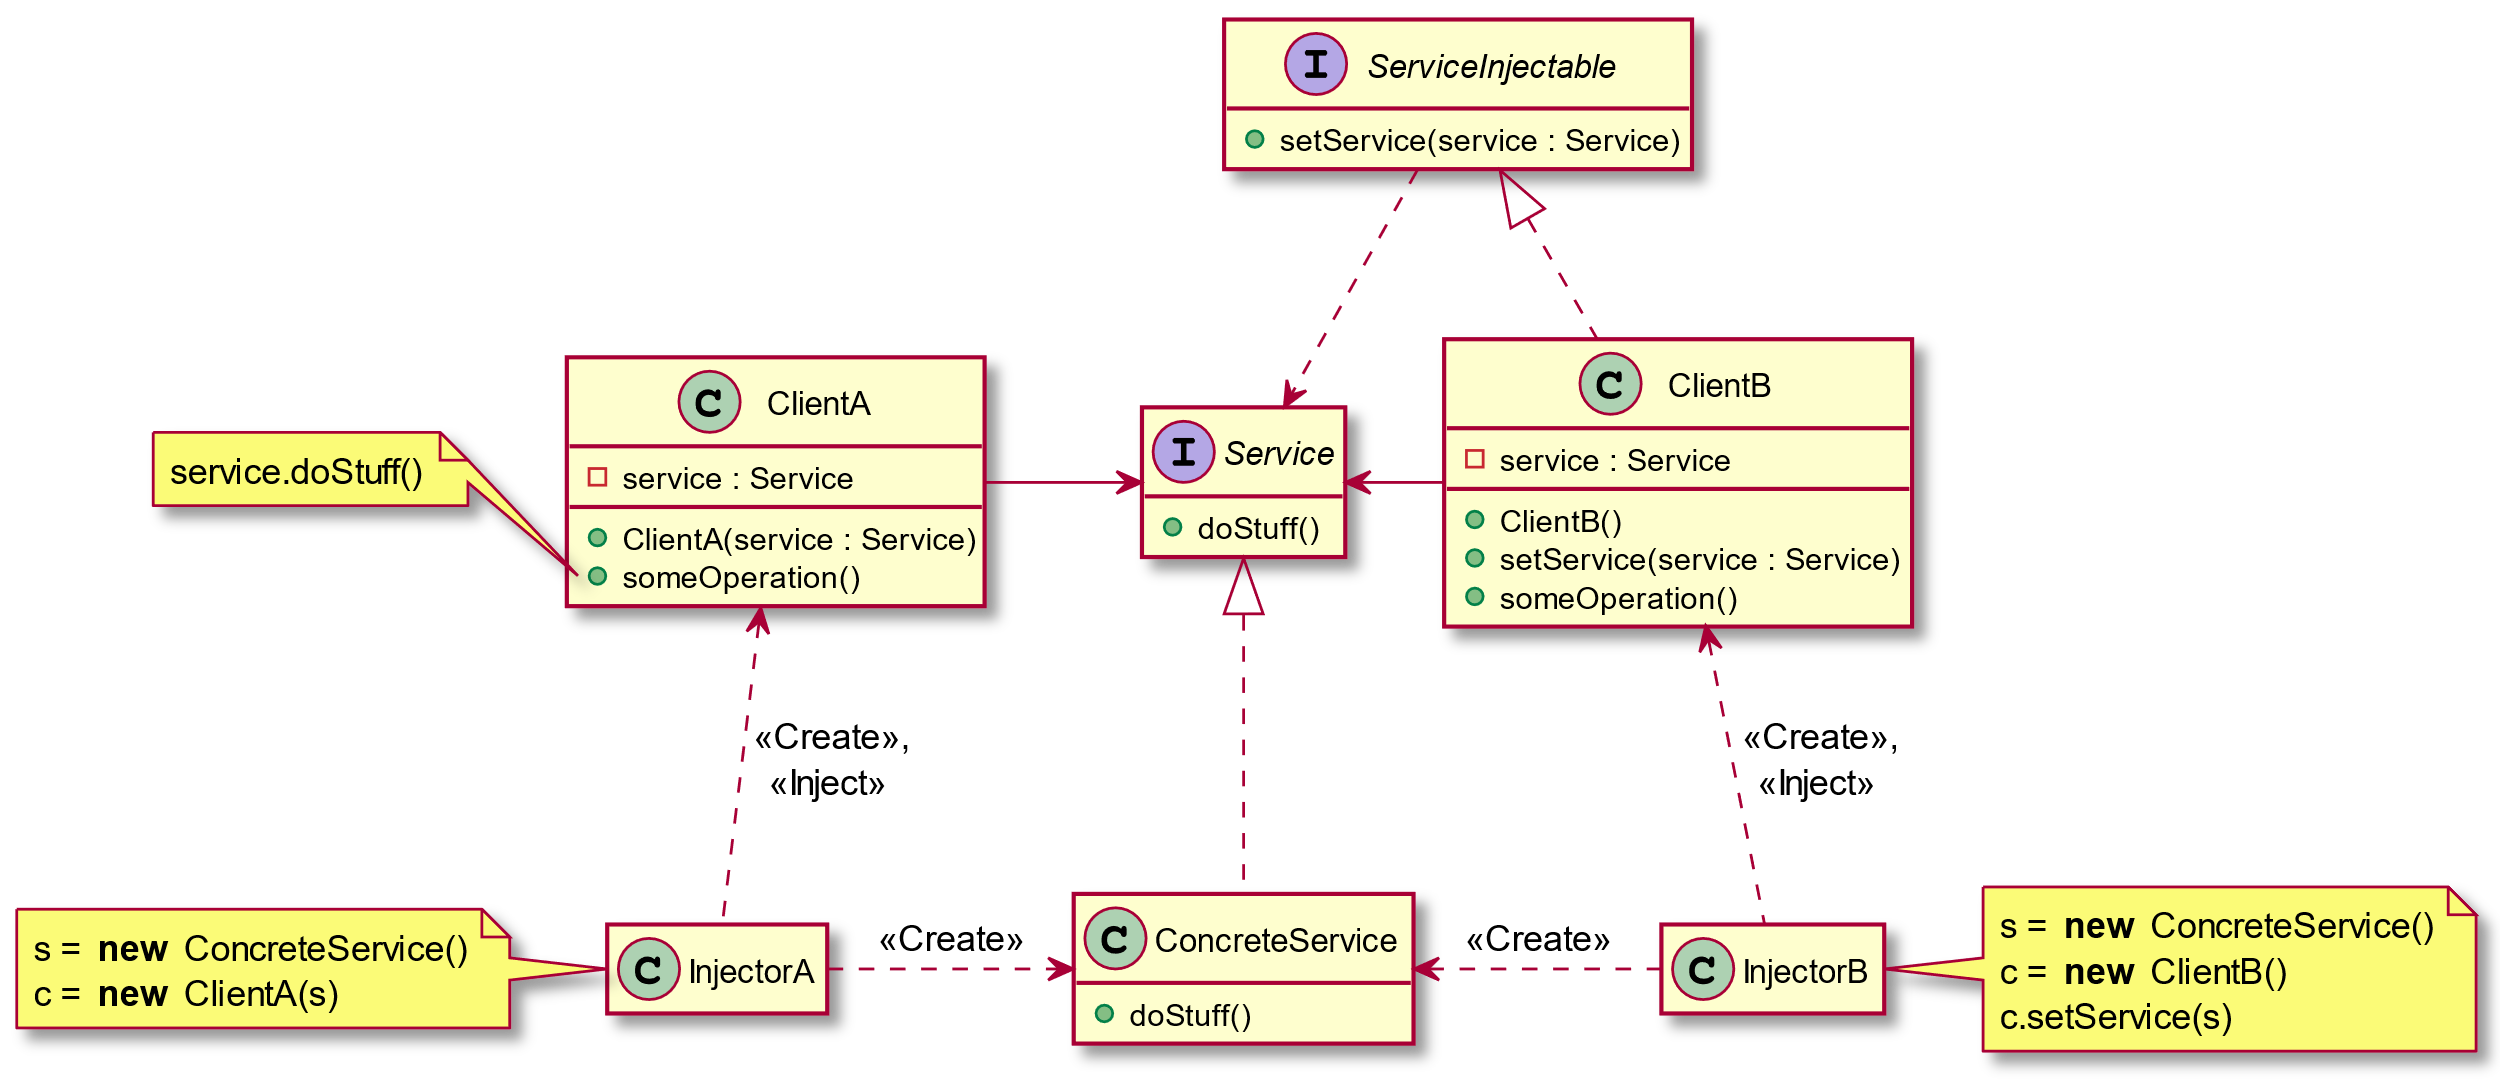 I ServiceInjectable
setService(service : Service)
C ClientA
service : Service
ClientA(service : Service)
someOperation()
service.doStuff()
I Service
doStuff()
C ClientB
service : Service
ClientB()
setService(service : Service)
someOperation()
«Create»,
«Inject»
«Create»,
«Inject»
s = new ConcreteService()
c = new ClientA(s)
C InjectorA
«Create»
C ConcreteService
doStuff()
«Create»
C InjectorB
s = new ConcreteService()
c = new ClientB()
c.setService(s)